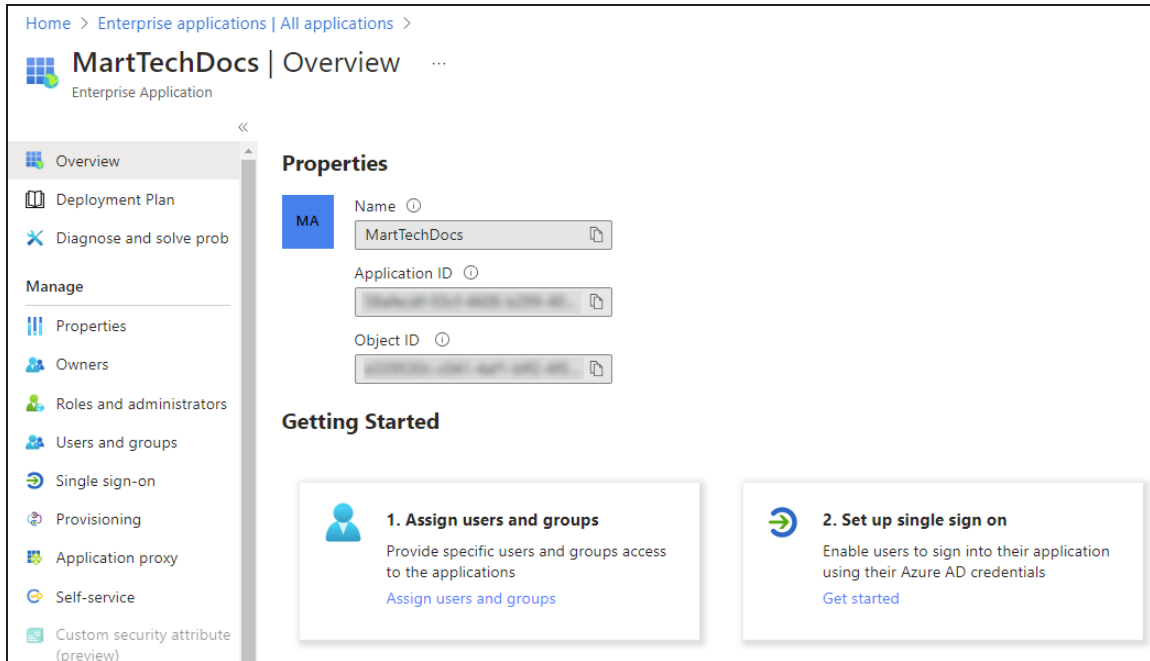 Home > Enterprise applications | All applications >
MartTechDocs | Overview ...
Enterprise Application
«
Overview
Deployment Plan
Diagnose and solve prob
Manage
Properties
Owners
Roles and administrators
Users and groups
Single sign-on
Provisioning
Application proxy
Self-service
Custom security attribute
(preview)
Properties
MA
Name
MartTechDocs
Application ID
Object ID
Getting Started
1. Assign users and groups
Provide specific users and groups access
to the applications
Assign users and groups
2. Set up single sign on
Enable users to sign into their application
using their Azure AD credentials
Get started